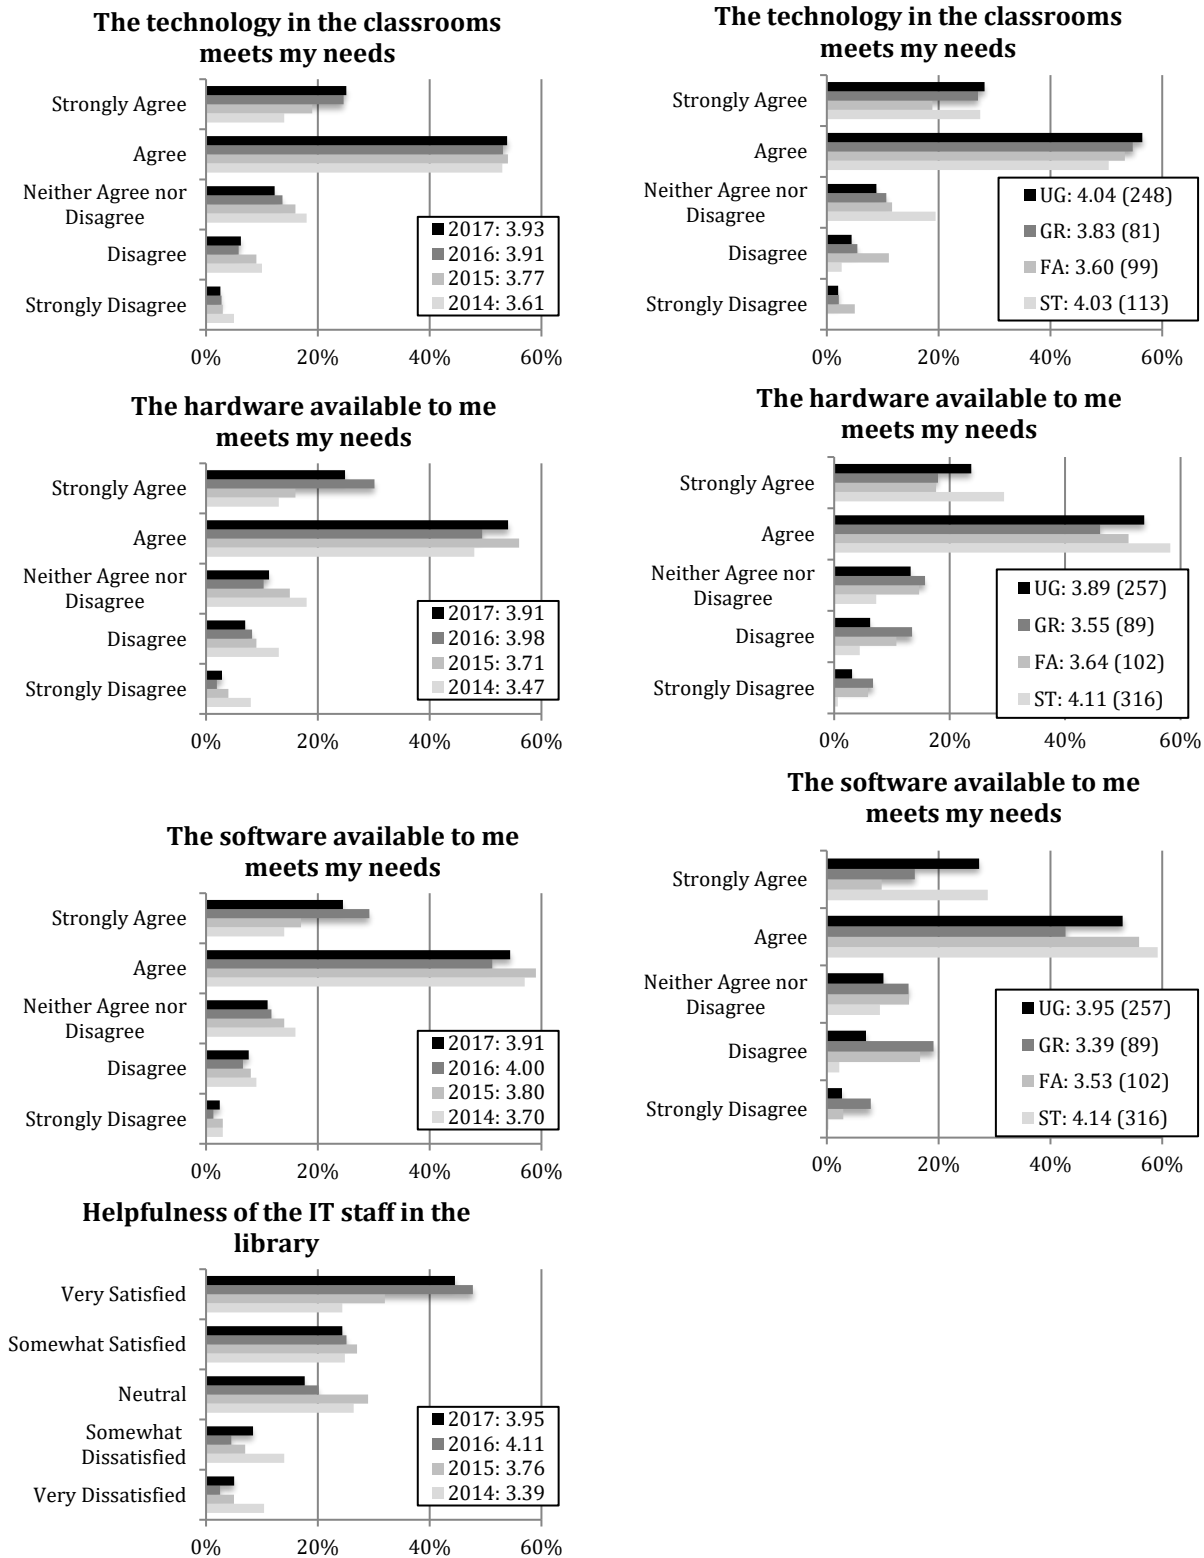 The technology in the classrooms
meets my needs
Strongly Agree
Agree
Neither Agree nor
Disagree
Disagree
Strongly Disagree
2017: 3.93
2016: 3.91
2015: 3.77
2014: 3.61
0% 20% 40% 60%
The technology in the classrooms
meets my needs
Strongly Agree
Agree
Neither Agree nor
Disagree
Disagree
Strongly Disagree
UG: 4.04 (248)
GR: 3.83 (81)
FA: 3.60 (99)
ST: 4.03 (113)
0% 20% 40% 60%
The hardware available to me
meets my needs
Strongly Agree
Agree
Neither Agree nor
Disagree
Disagree
Strongly Disagree
2017: 3.91
2016: 3.98
2015: 3.71
2014: 3.47
0% 20% 40% 60%
The hardware available to me
meets my needs
Strongly Agree
Agree
Neither Agree nor
Disagree
Disagree
Strongly Disagree
UG: 3.89 (257)
GR: 3.55 (89)
FA: 3.64 (102)
ST: 4.11 (316)
0% 20% 40% 60%
The software available to me
meets my needs
Strongly Agree
Agree
Neither Agree nor
Disagree
Disagree
Strongly Disagree
2017: 3.91
2016: 4.00
2015: 3.80
2014: 3.70
0% 20% 40% 60%
The software available to me
meets my needs
Strongly Agree
Agree
Neither Agree nor
Disagree
Disagree
Strongly Disagree
UG: 3.95 (257)
GR: 3.39 (89)
FA: 3.53 (102)
ST: 4.14 (316)
0% 20% 40% 60%
Helpfulness of the IT staff in the
library
Very Satisfied
Somewhat Satisfied
Neutral
Somewhat
Dissatisfied
Very Dissatisfied
2017: 3.95
2016: 4.11
2015: 3.76
2014: 3.39
0% 20% 40% 60%